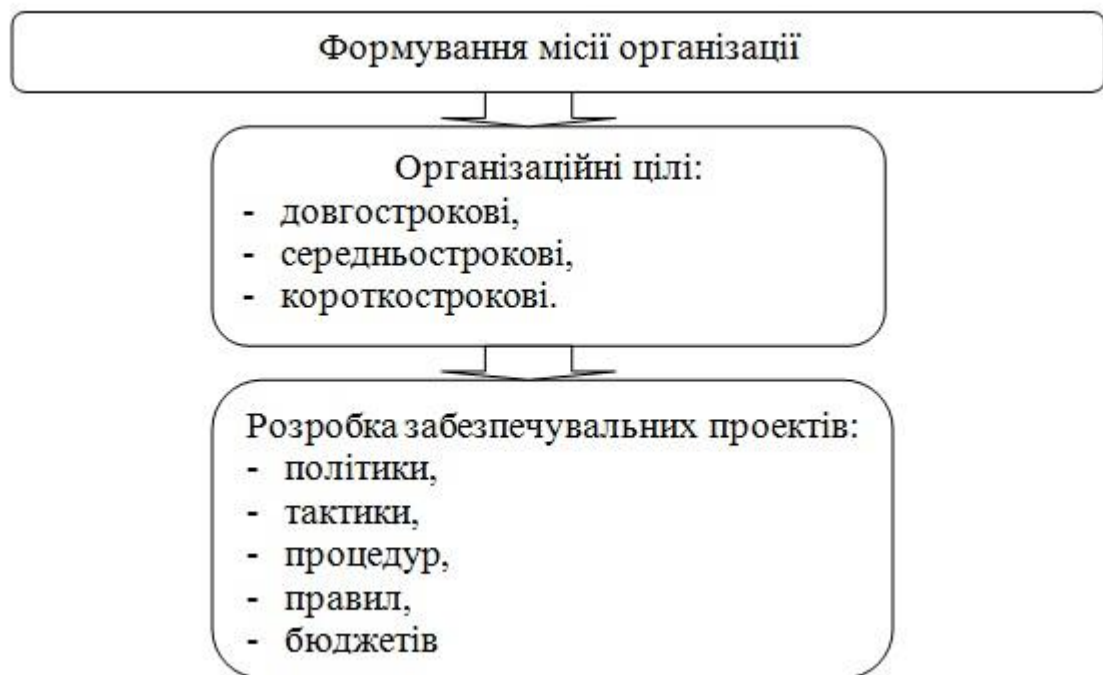 Формування місії організації
Організаційні цілі:
- довгострокові,
- середньострокові,
- короткострокові.
Розробка забезпечувальних проектів:
- політики,
- тактики,
- процедур,
- правил,
- бюджетів